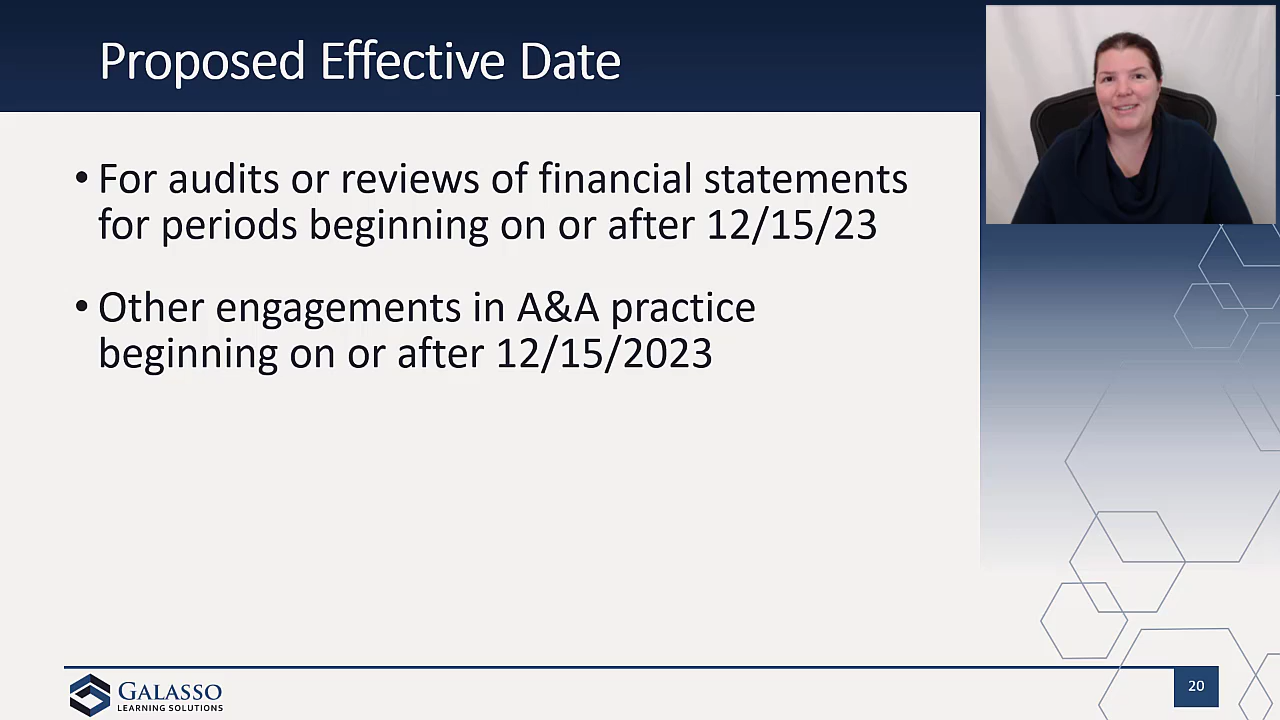 Proposed Effective Date
• For audits or reviews of financial statements
for periods beginning on or after 12/15/23
• Other engagements in A&A practice
beginning on or after 12/15/2023
GALASSO
LEARNING SOLUTIONS
20